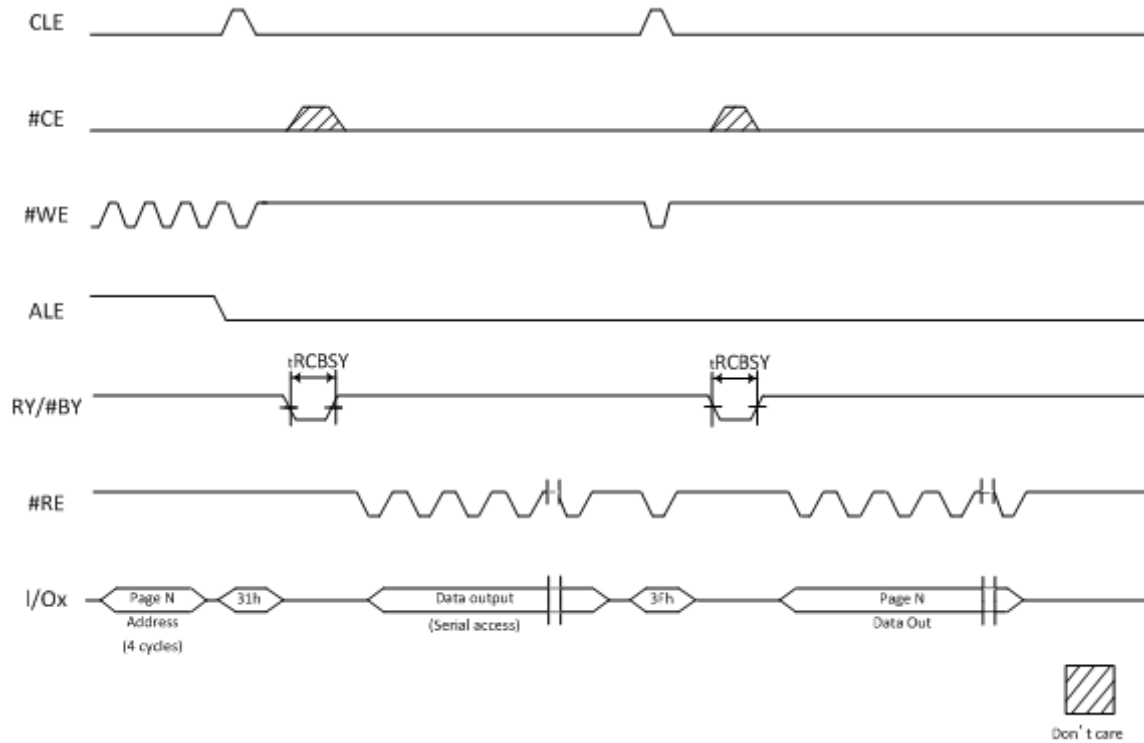 CLE
#CE
#WE
ALE
tRCBSY tRCBSY
RY/#BY
#RE
I/Ox Page N 31h Data output 3Fh Page N
Address (Serial access) Data Out
(4 cycles)
Don't care